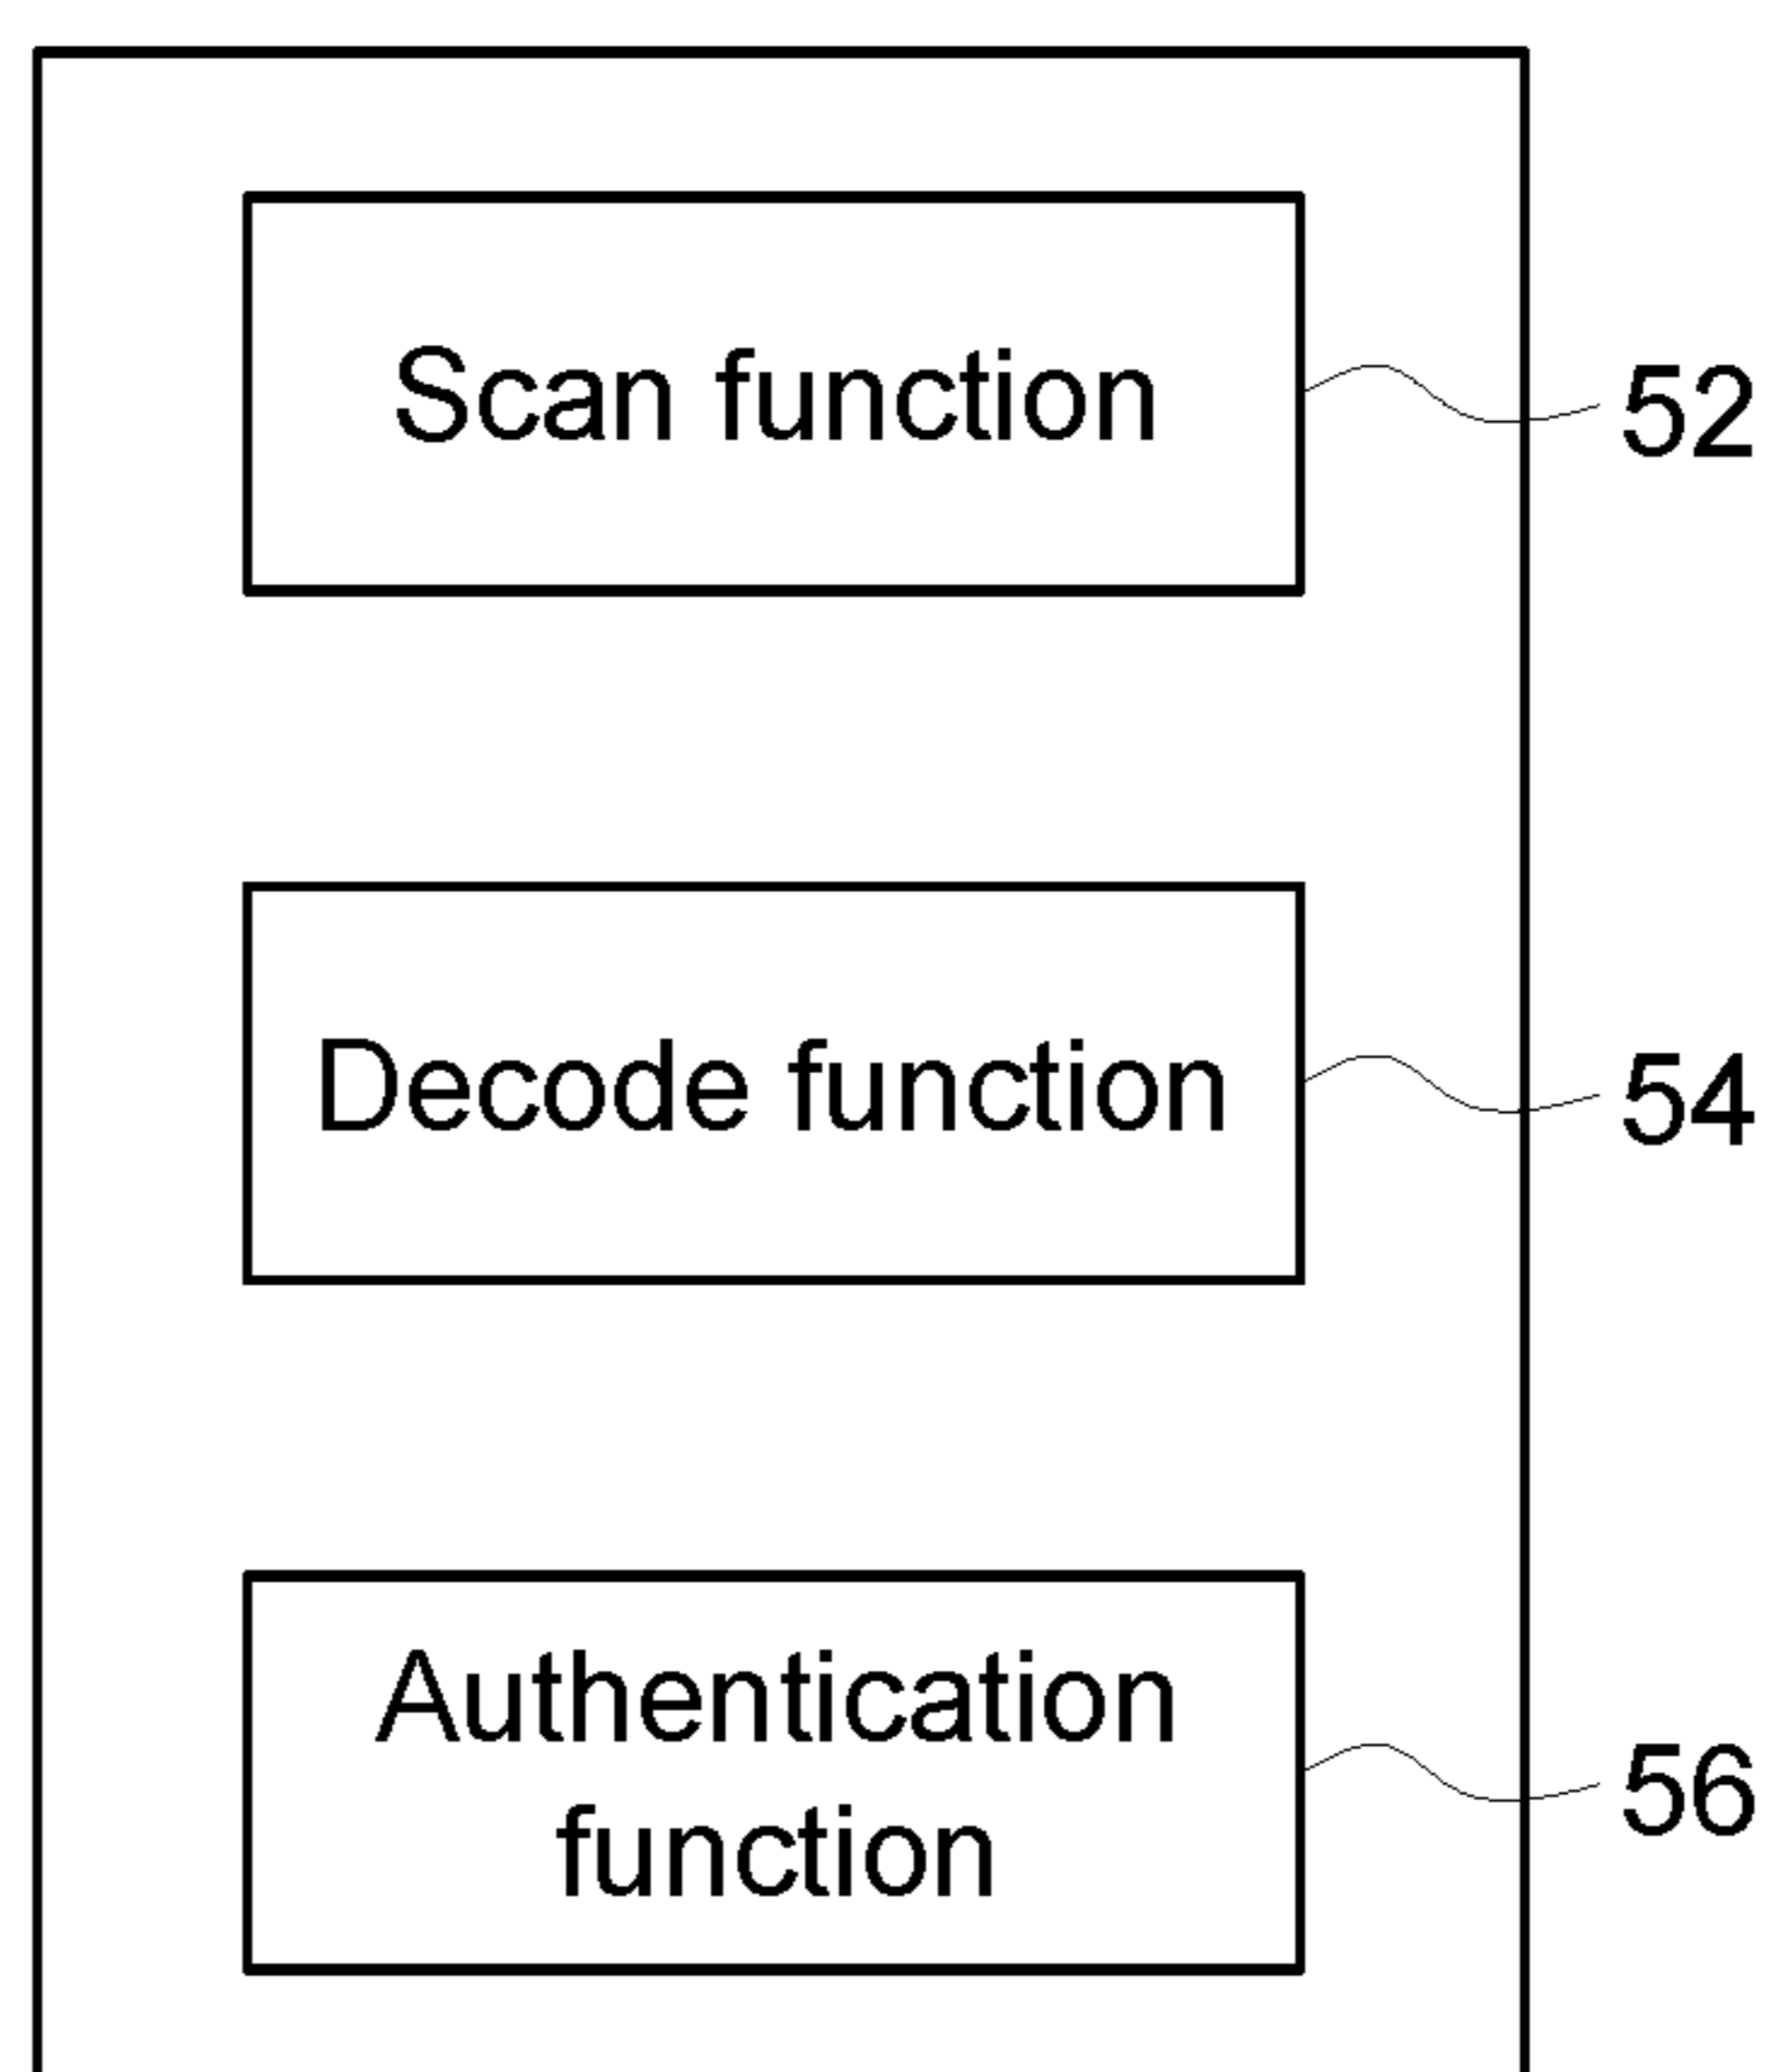 Scan function
52
Decode function
54
Authentication
function
56